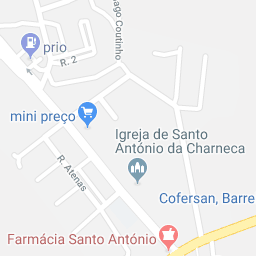 ago Coutinho
prio
R. 2
mini preço
Igreja de Santo
António da Charneca
R. Atenas
Cofersan, Barre
Farmácia Santo António